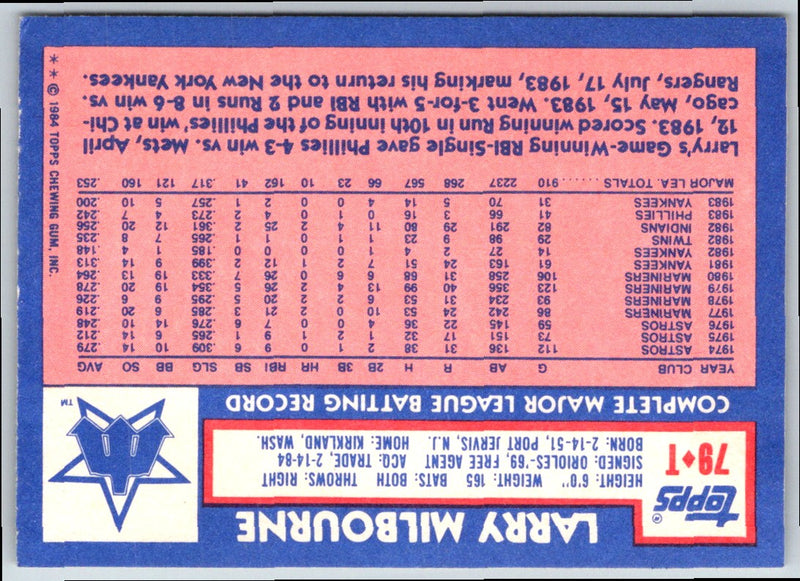 topps®
79♦T
LARRY MILBOURNE
HEIGHT: 6'0" WEIGHT: 165 BATS: BOTH THROWS: RIGHT
SIGNED: ORIOLES-'69, FREE AGENT ACQ: TRADE, 2-14-84
BORN: 2-14-51, PORT JERVIS, N.J. HOME: KIRKLAND, WASH.
TM
COMPLETE MAJOR LEAGUE BATTING RECORD
YEAR CLUB G AB R H 2B 3B HR RBI SB SLG BB SO AVG
1974 ASTROS 112 136 31 38 2 1 0 9 6 .309 10 14 .279
1975 ASTROS 73 151 17 32 1 2 1 9 1 .265 6 14 .212
1976 ASTROS 59 145 22 36 4 0 0 7 6 .276 14 10 .248
1977 MARINERS 86 242 24 53 10 0 2 21 3 .285 6 20 .219
1978 MARINERS 93 234 31 53 6 2 2 20 5 .295 9 6 .226
1979 MARINERS 123 356 40 99 13 4 2 26 5 .354 19 20 .278
1980 MARINERS 106 258 31 68 6 6 0 26 7 .333 19 13 .264
1981 YANKEES 61 163 24 51 7 2 1 12 2 .399 9 14 .313
1982 YANKEES 14 27 2 4 1 0 0 0 1 .185 1 4 .148
1982 TWINS 29 98 9 23 1 1 0 1 1 .265 7 8 .235
1982 INDIANS 82 291 29 80 11 4 2 25 2 .361 12 20 .256
1983 PHILLIES 41 66 3 16 0 1 0 4 2 .273 4 7 .242
1983 YANKEES 31 70 5 14 4 0 0 2 1 .257 5 10 .200
MAJOR LEA. TOTALS......910 2237 268 567 66 23 10 162 41 .317 121 160 .253
Larry's Game-Winning RBI-Single gave Phillies 4-3 win vs. Mets, April
12, 1983. Scored winning Run in 10th inning of the Phillies' win at Chi-
cago, May 15, 1983. Went 3-for-5 with RBI and 2 Runs in 8-6 win vs.
Rangers, July 17, 1983, marking his return to the New York Yankees.
** © 1984 TOPPS CHEWING GUM, INC.